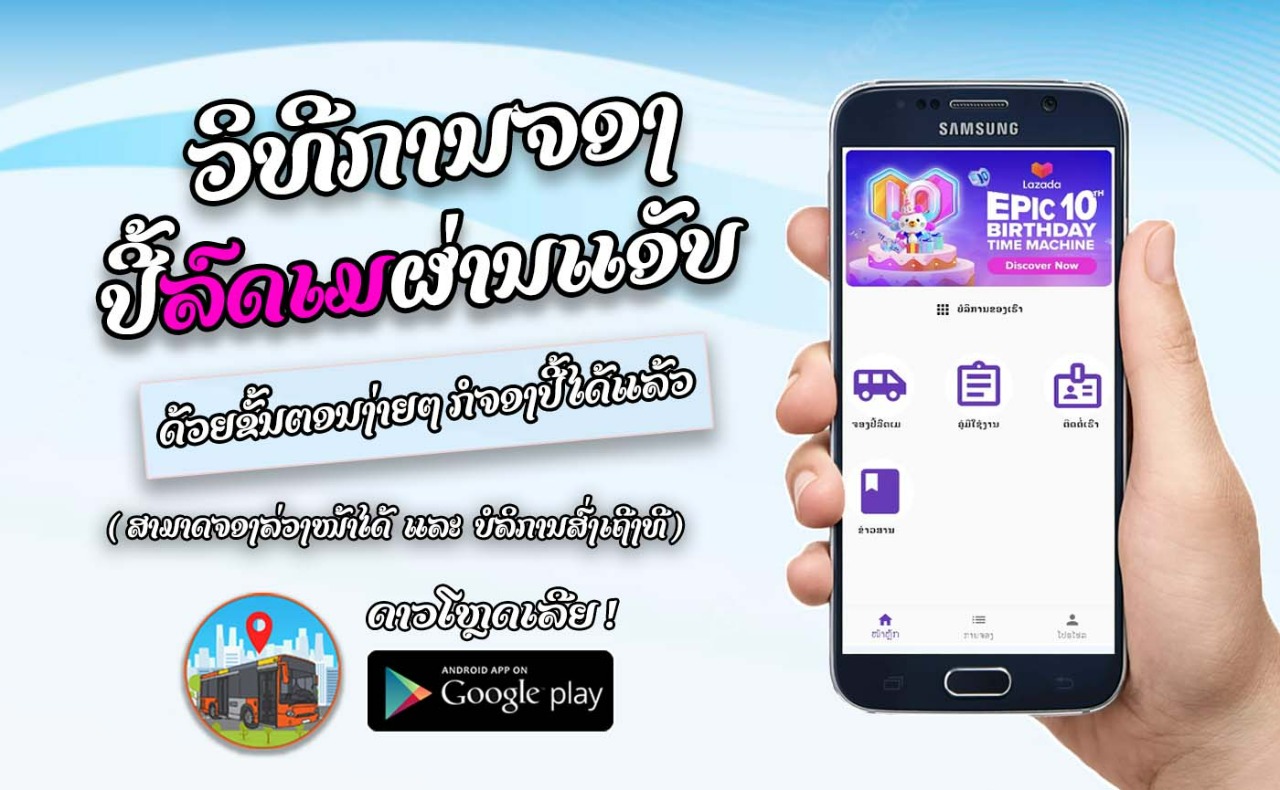 ວິທີການຈອງ
ປີ້ລົດເມຜ່ານແອັບ
ດ້ວຍຂັ້ນຕອນງ່າຍໆ ກໍຈອງປີ້ໄດ້ແລ້ວ
( ສາມາດຈອງລ່ວງໜ້າໄດ້ ແລະ ບໍລິການສົ່ງເຖິງທີ່ )
ດາວໂຫຼດເລີຍ !
ANDROID APP ON
Google play
SAMSUNG
Lazada
10
EPIC 10TH
BIRTHDAY
TIME MACHINE
Discover Now
ບໍລິການຂອງເຮົາ
ຈອງປີ້ລົດເມ
ຄູ່ມືໃຊ້ງານ
ຕິດຕໍ່ເຮົາ
ຂ່າວສານ
ໜ້າຫຼັກ
ການຈອງ
ໂປຣໄຟລ